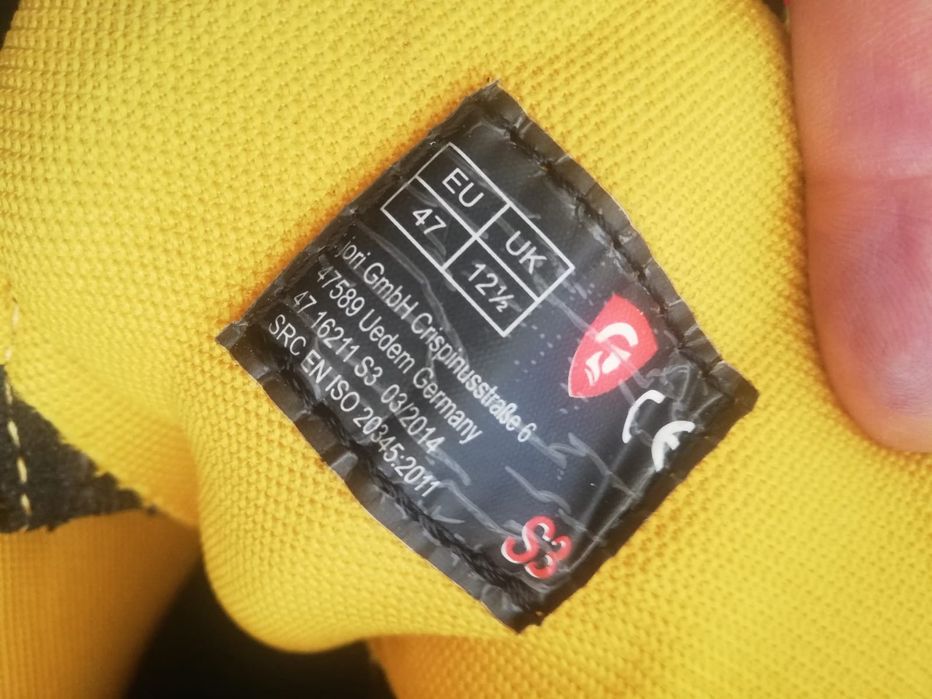 EU UK
47 12½
jori GmbH Crispinusstraße 6
47589 Uedem Germany
47 16211 S3 03/2014
SRC EN ISO 20345:2011
CE
S3